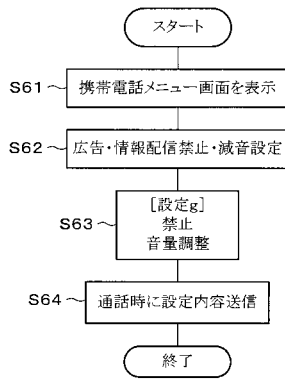 スタート
S61
携帯電話メニュー画面を表示
S62
広告・情報配信禁止・減音設定
S63
[設定g]
禁止
音量調整
S64
通話時に設定内容送信
終了